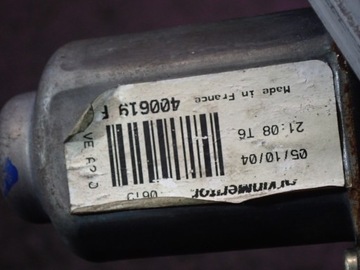 ArvinMeritor
05/10/04
21:08 T6
Made in France
400619 F